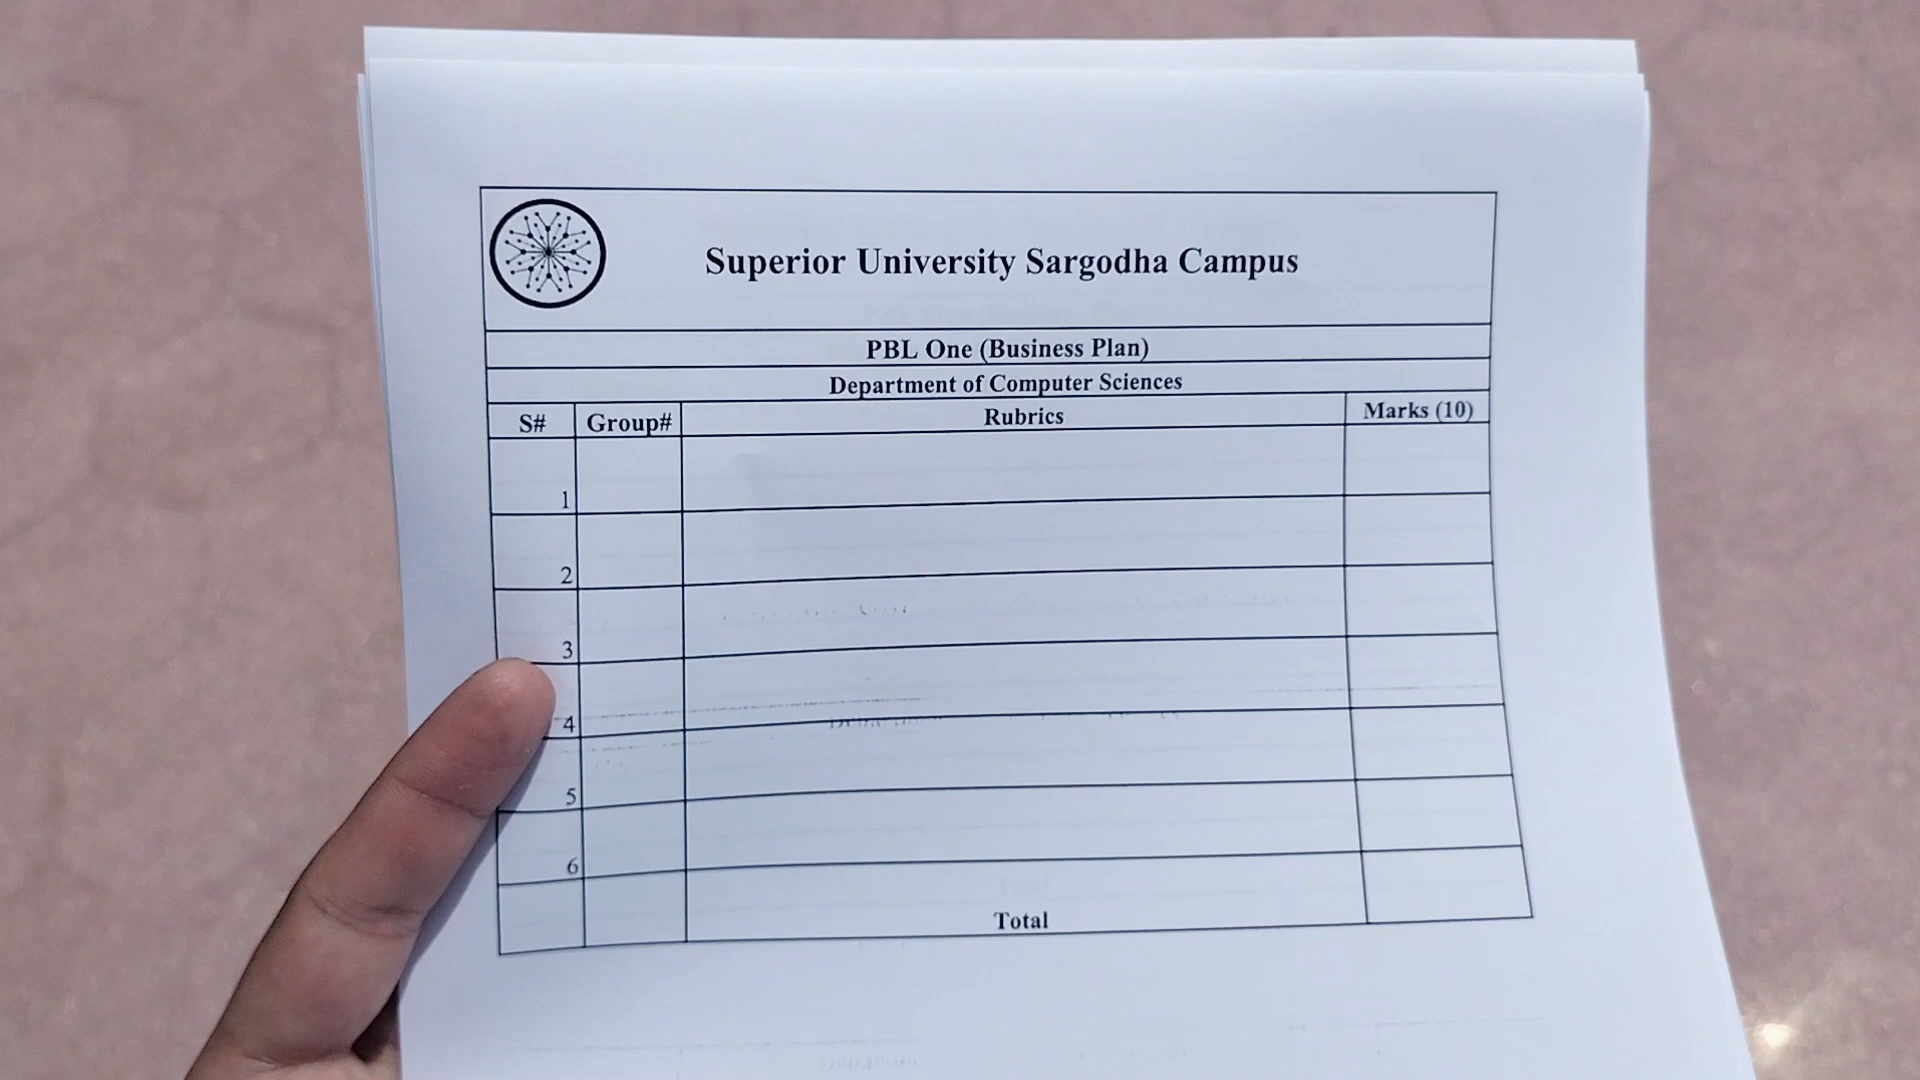 Superior University Sargodha Campus
PBL One (Business Plan)
Department of Computer Sciences
S# Group# Rubrics Marks (10)
1
2
3
4
5
6
Total